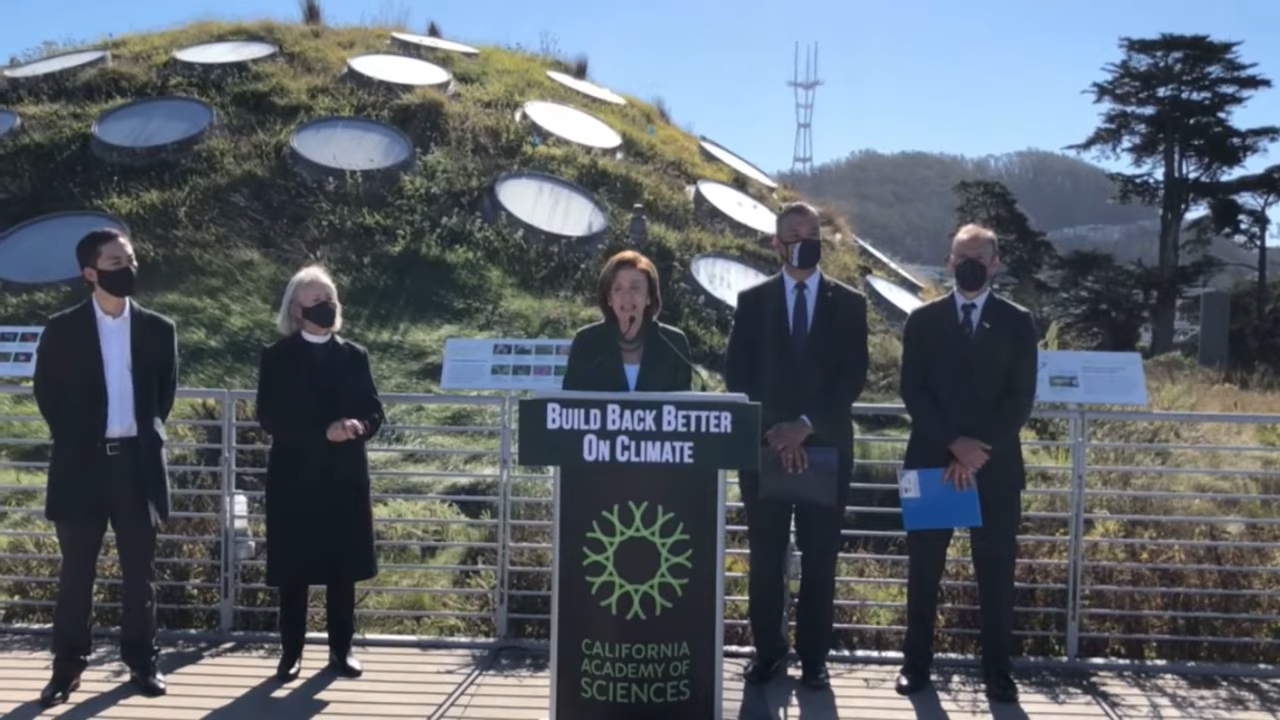 BUILD BACK BETTER
ON CLIMATE
CALIFORNIA
ACADEMY OF
SCIENCES